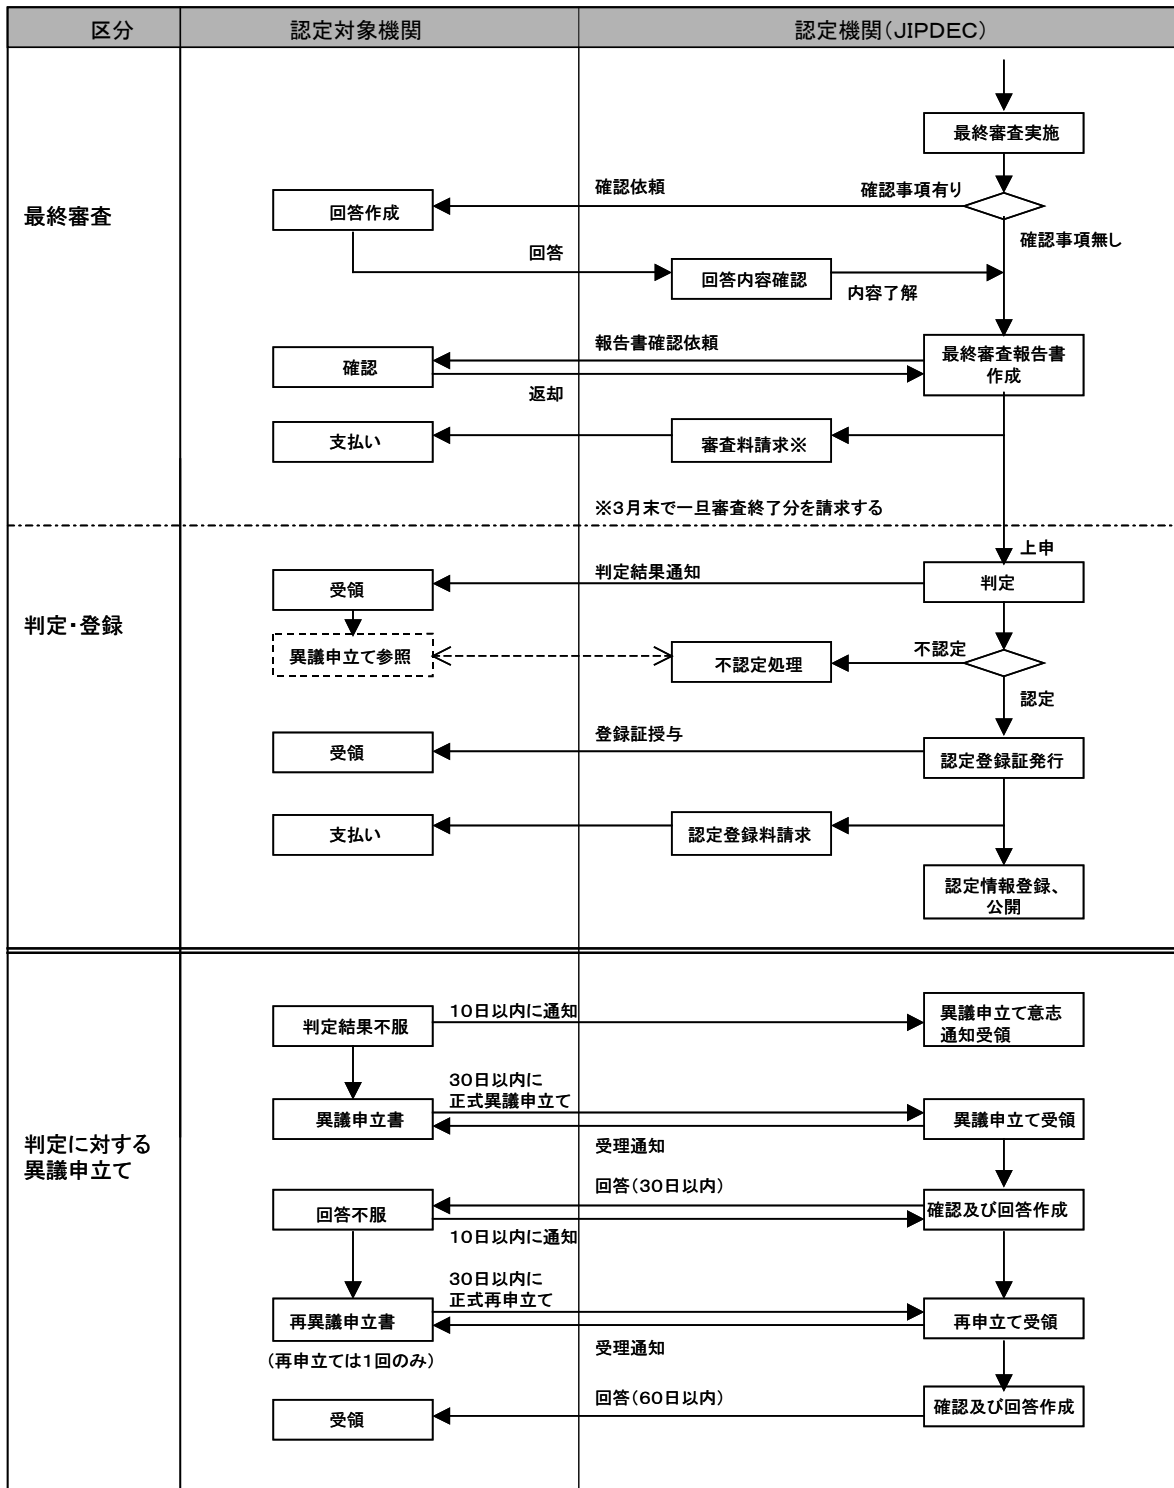 区分
認定対象機関
認定機関(JIPDEC)
最終審査
最終審査実施
確認依頼
確認事項有り
回答作成
確認事項無し
回答
回答内容確認
内容了解
報告書確認依頼
最終審査報告書
作成
確認
返却
支払い
審査料請求※
※3月末で一旦審査終了分を請求する
上申
判定・登録
判定結果通知
判定
受領
異議申立て参照
不認定処理
不認定
認定
登録証授与
受領
認定登録証発行
支払い
認定登録料請求
認定情報登録、
公開
判定に対する
異議申立て
判定結果不服
10日以内に通知
異議申立て意志
通知受領
30日以内に
正式異議申立て
異議申立書
異議申立て受領
受理通知
回答(30日以内)
回答不服
確認及び回答作成
10日以内に通知
30日以内に
正式再申立て
再異議申立書
再申立て受領
(再申立ては1回のみ)
受理通知
回答(60日以内)
受領
確認及び回答作成